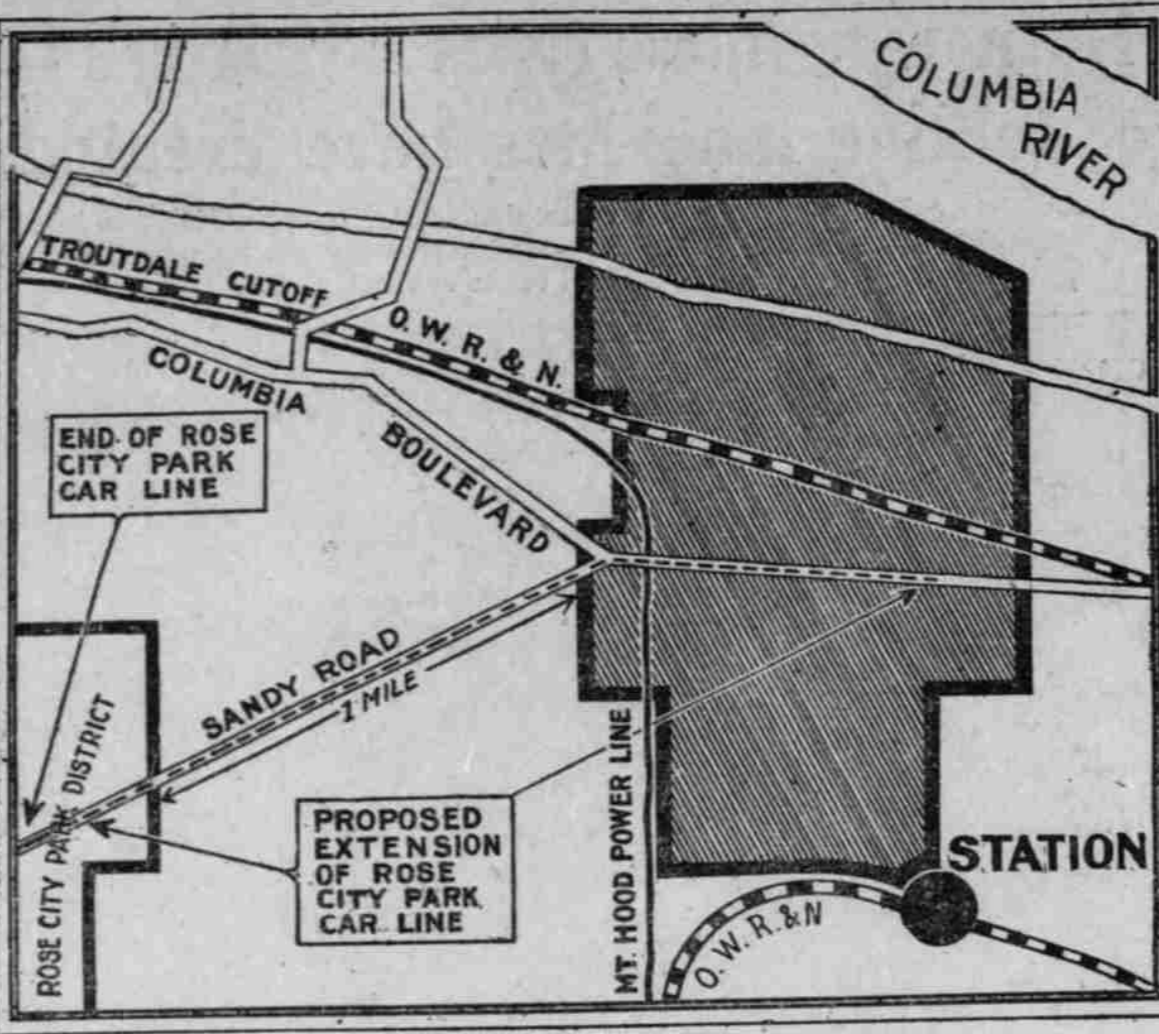 COLUMBIA
RIVER
TROUTDALE CUTOFF
O. W. R. & N.
COLUMBIA
BOULEVARD
END OF ROSE
CITY PARK
CAR LINE
SANDY ROAD
1 MILE
ROSE CITY PARK DISTRICT
PROPOSED
EXTENSION
OF ROSE
CITY PARK
CAR LINE
MT. HOOD POWER LINE
STATION
O. W. R. & N